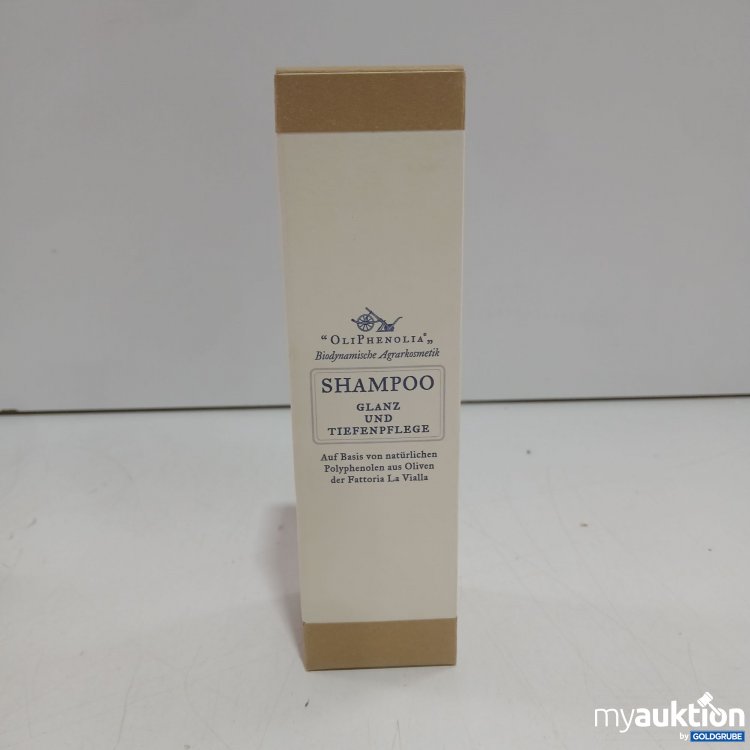 "OLIPHENOLIA®„
Biodynamische Agrarkosmetik
SHAMPOO
GLANZ
UND
TIEFENPFLEGE
Auf Basis von natürlichen
Polyphenolen aus Oliven
der Fattoria La Vialla
myauktion
by GOLDGRUBE